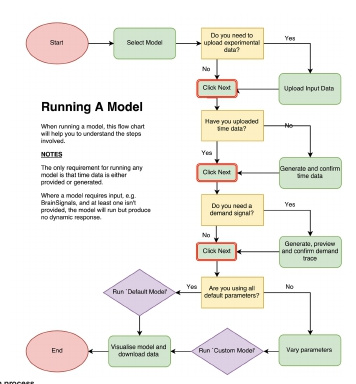 Start
Select Model
Do you need to
upload experimental
data?
Yes
No
Click Next
Upload Input Data
Running A Model
When running a model, this flow chart
will help you to understand the steps
involved.
NOTES
The only requirement for running any
model is that time data is either
provided or generated.
Where a model requires input, e.g.
BrainSignals, and at least one isn't
provided, the model will run but produce
no dynamic response.
Have you uploaded
time data?
No
Yes
Click Next
Generate and confirm
time data
Do you need a
demand signal?
Yes
No
Click Next
Generate, preview
and confirm demand
trace
Are you using all
default parameters?
Yes
No
Run `Default Model'
End
Visualise model and
download data
Run `Custom Model'
Vary parameters
process